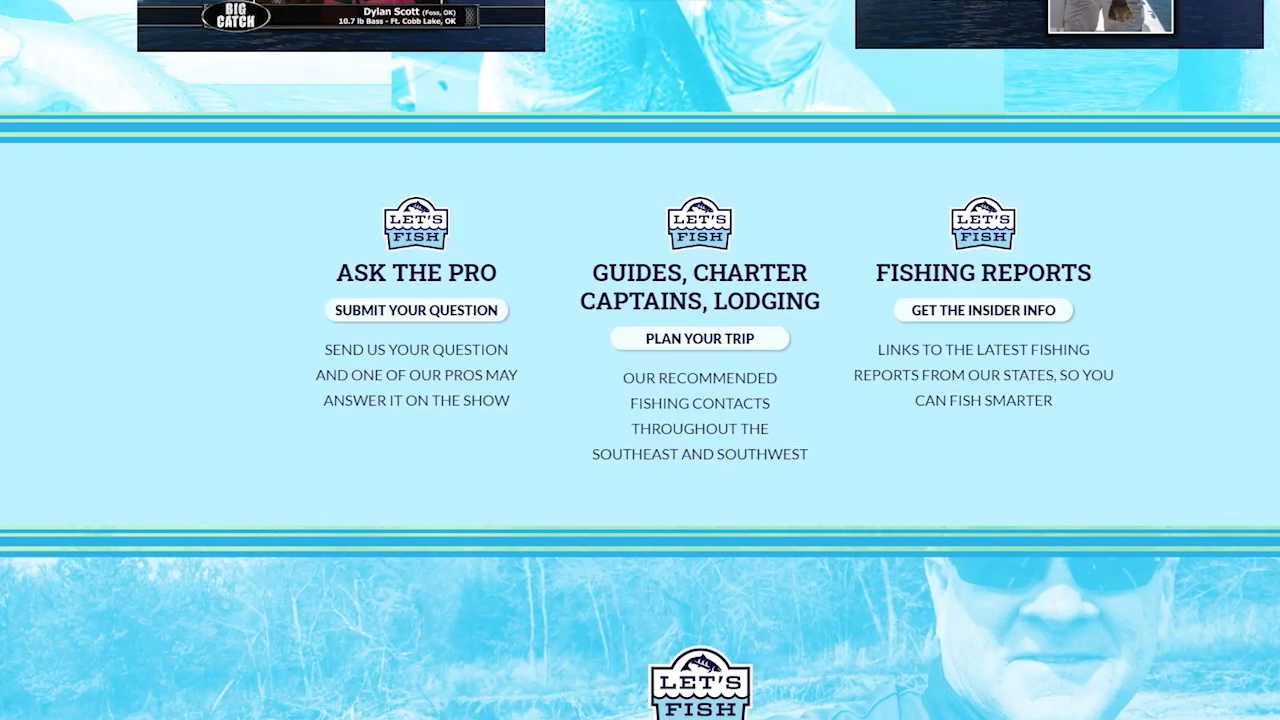 BIG
CATCH
Dylan Scott (Foss, OK)
10.7 lb Bass - Ft. Cobb Lake, OK
LET'S
FISH
ASK THE PRO
SUBMIT YOUR QUESTION
SEND US YOUR QUESTION
AND ONE OF OUR PROS MAY
ANSWER IT ON THE SHOW
LET'S
FISH
GUIDES, CHARTER
CAPTAINS, LODGING
PLAN YOUR TRIP
OUR RECOMMENDED
FISHING CONTACTS
THROUGHOUT THE
SOUTHEAST AND SOUTHWEST
LET'S
FISH
FISHING REPORTS
GET THE INSIDER INFO
LINKS TO THE LATEST FISHING
REPORTS FROM OUR STATES, SO YOU
CAN FISH SMARTER
LET'S
FISH